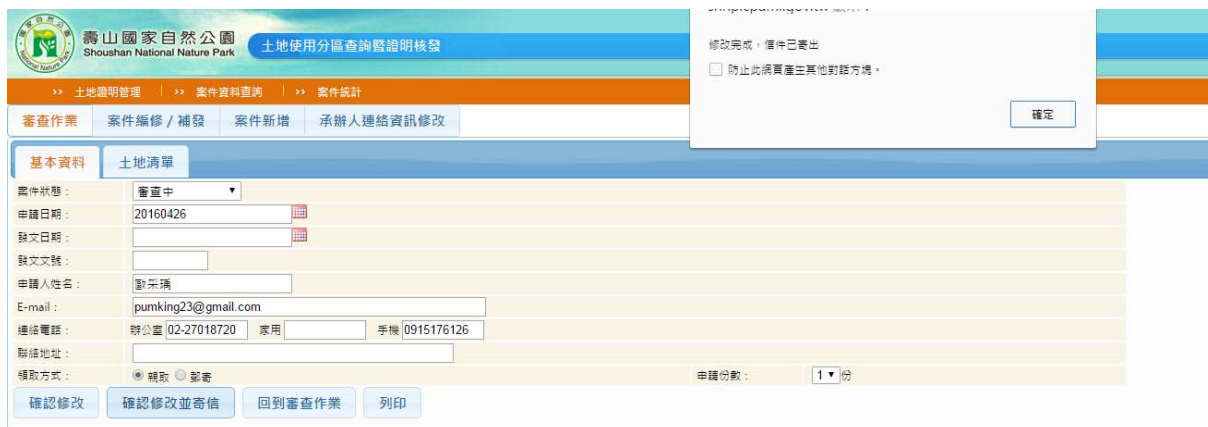 壽山國家自然公園
Shoushan National Nature Park
土地使用分區查詢暨證明核發
修改完成，信件已寄出
防止此網頁產生其他對話方塊。
確定
>> 土地證明管理 >> 案件資料查詢 >> 案件統計
審查作業 案件編修 / 補發 案件新增 承辦人連絡資訊修改
基本資料 土地清單
案件狀態： 審查中
申請日期： 20160426
發文日期：
發文文號：
申請人姓名： 歐采瑀
E-mail： pumking23@gmail.com
連絡電話： 辦公室 02-27018720 家用 手機 0915176126
聯絡地址：
領取方式： 親取 郵寄 申請份數： 1 份
確認修改 確認修改並寄信 回到審查作業 列印